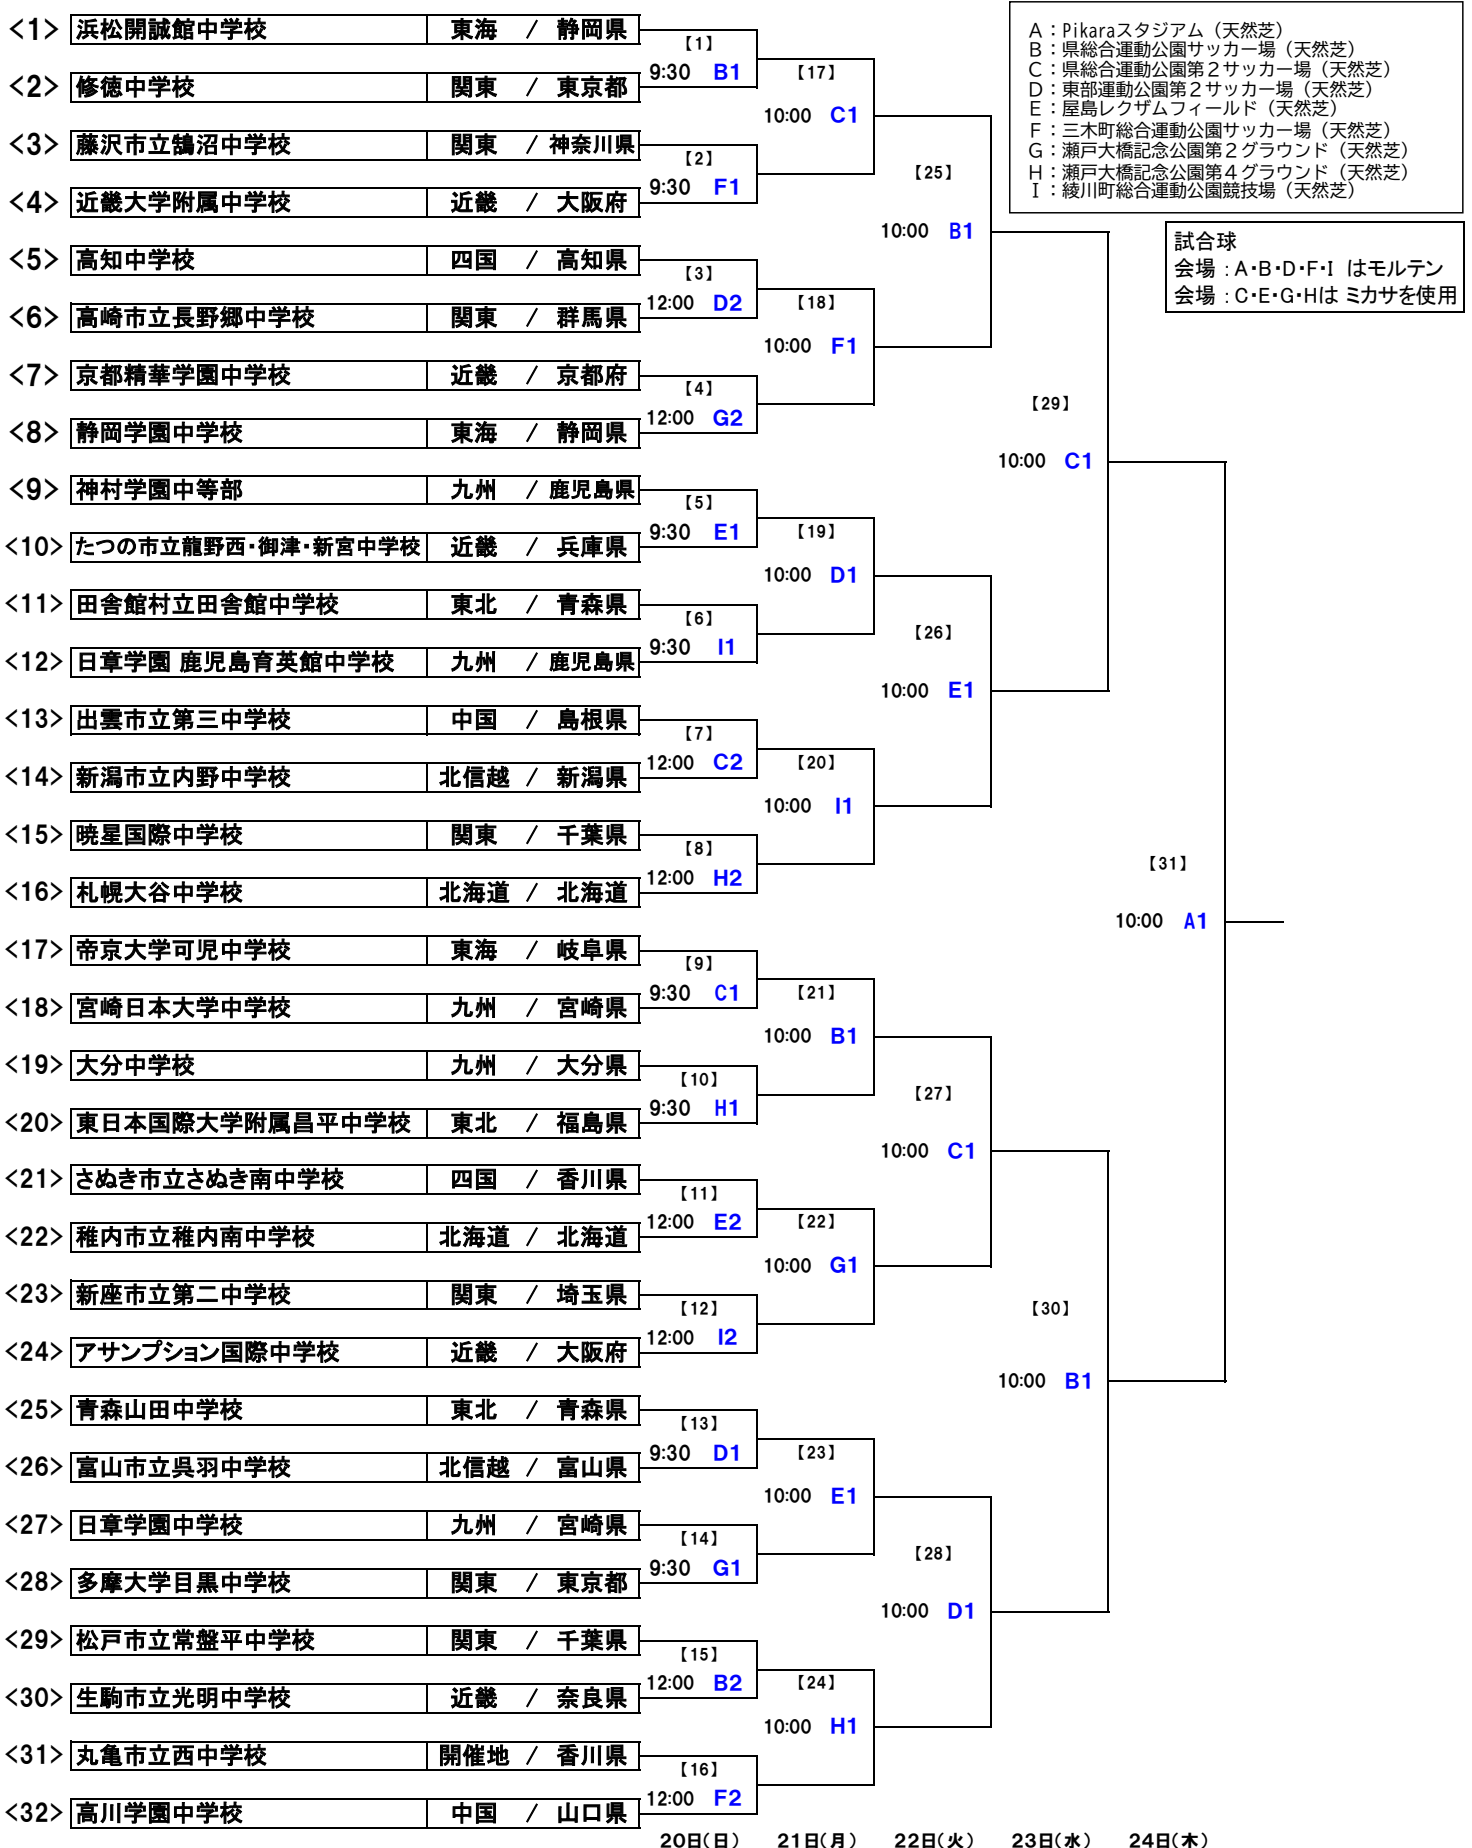 A：Pikaraスタジアム（天然芝）
B：県総合運動公園サッカー場（天然芝）
C：県総合運動公園第２サッカー場（天然芝）
D：東部運動公園第２サッカー場（天然芝）
E：屋島レクザムフィールド（天然芝）
F：三木町総合運動公園サッカー場（天然芝）
G：瀬戸大橋記念公園第２グラウンド（天然芝）
H：瀬戸大橋記念公園第４グラウンド（天然芝）
I：綾川町総合運動公園競技場（天然芝）
試合球
会場：A・B・D・F・I はモルテン
会場：C・E・G・Hは ミカサを使用
<1> 浜松開誠館中学校 東海 / 静岡県
【1】
9:30 B1
<2> 修徳中学校 関東 / 東京都
【17】
10:00 C1
<3> 藤沢市立鵠沼中学校 関東 / 神奈川県
【2】
9:30 F1
<4> 近畿大学附属中学校 近畿 / 大阪府
【25】
10:00 B1
<5> 高知中学校 四国 / 高知県
【3】
12:00 D2
<6> 高崎市立長野郷中学校 関東 / 群馬県
【18】
10:00 F1
<7> 京都精華学園中学校 近畿 / 京都府
【4】
12:00 G2
<8> 静岡学園中学校 東海 / 静岡県
【29】
10:00 C1
<9> 神村学園中等部 九州 / 鹿児島県
【5】
9:30 E1
<10> たつの市立龍野西・御津・新宮中学校 近畿 / 兵庫県
【19】
10:00 D1
<11> 田舎館村立田舎館中学校 東北 / 青森県
【6】
9:30 I1
<12> 日章学園 鹿児島育英館中学校 九州 / 鹿児島県
【26】
10:00 E1
<13> 出雲市立第三中学校 中国 / 島根県
【7】
12:00 C2
<14> 新潟市立内野中学校 北信越 / 新潟県
【20】
10:00 I1
<15> 暁星国際中学校 関東 / 千葉県
【8】
12:00 H2
<16> 札幌大谷中学校 北海道 / 北海道
【31】
10:00 A1
<17> 帝京大学可児中学校 東海 / 岐阜県
【9】
9:30 C1
<18> 宮崎日本大学中学校 九州 / 宮崎県
【21】
10:00 B1
<19> 大分中学校 九州 / 大分県
【10】
9:30 H1
<20> 東日本国際大学附属昌平中学校 東北 / 福島県
【27】
10:00 C1
<21> さぬき市立さぬき南中学校 四国 / 香川県
【11】
12:00 E2
<22> 稚内市立稚内南中学校 北海道 / 北海道
【22】
10:00 G1
<23> 新座市立第二中学校 関東 / 埼玉県
【12】
12:00 I2
<24> アサンプション国際中学校 近畿 / 大阪府
【30】
10:00 B1
<25> 青森山田中学校 東北 / 青森県
【13】
9:30 D1
<26> 富山市立呉羽中学校 北信越 / 富山県
【23】
10:00 E1
<27> 日章学園中学校 九州 / 宮崎県
【14】
9:30 G1
<28> 多摩大学目黒中学校 関東 / 東京都
【28】
10:00 D1
<29> 松戸市立常盤平中学校 関東 / 千葉県
【15】
12:00 B2
<30> 生駒市立光明中学校 近畿 / 奈良県
【24】
10:00 H1
<31> 丸亀市立西中学校 開催地 / 香川県
【16】
12:00 F2
<32> 高川学園中学校 中国 / 山口県
20日(日) 21日(月) 22日(火) 23日(水) 24日(木)